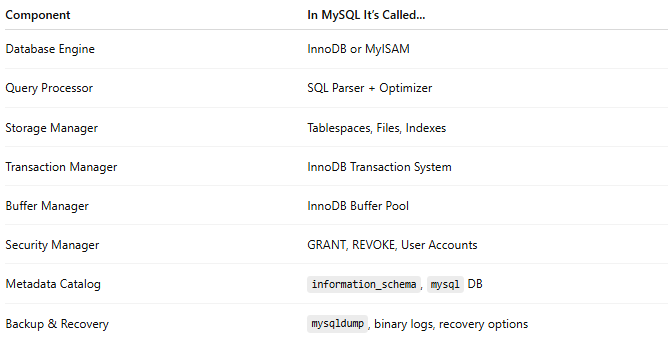 Component In MySQL It’s Called...
Database Engine InnoDB or MyISAM
Query Processor SQL Parser + Optimizer
Storage Manager Tablespaces, Files, Indexes
Transaction Manager InnoDB Transaction System
Buffer Manager InnoDB Buffer Pool
Security Manager GRANT, REVOKE, User Accounts
Metadata Catalog information_schema, mysql DB
Backup & Recovery mysqldump, binary logs, recovery options